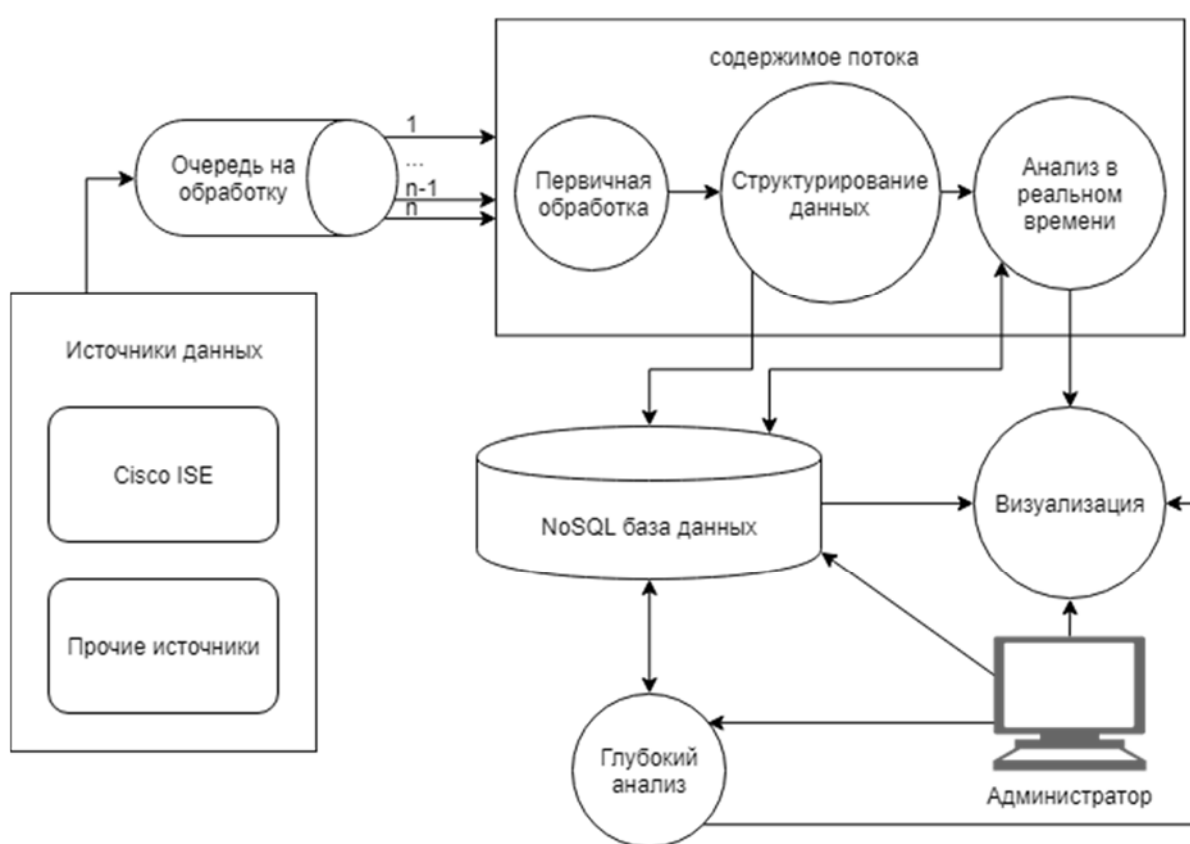 содержимое потока
Очередь на
обработку
1
...
n-1
n
Первичная
обработка
Структурирование
данных
Анализ в
реальном
времени
Источники данных
Cisco ISE
Прочие источники
NoSQL база данных
Визуализация
Глубокий
анализ
Администратор